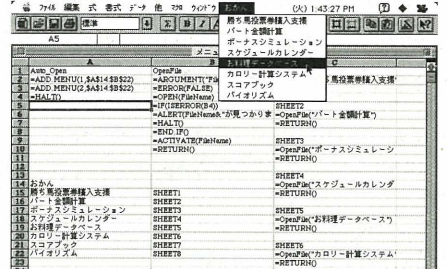 ファイル 編集 式 書式 データ 他 マクロ ウィンドウ おかん (火) 1:43:27 PM
標準
A5
メニュ
勝ち馬投票券購入支援
パート金額計算
ボーナスシミュレーション
スケジュールカレンダー
お料理データベース
カロリー計算システム
スコアブック
バイオリズム
A B C
1 Auto_Open OpenFile
2 =ADD.MENU(1,$A$14:$B$22) =ARGUMENT("Fil 馬投票券購入支援"
3 =ADD.MENU(2,$A$14:$B$22) =ERROR(FALSE)
4 =HALT() =OPEN(FileName)
5 =IF(ISERROR(B4)) SHEET2
6 =ALERT(FileName&"が見つかりま =OpenFile("パート金額計算")
7 =HALT() =RETURN()
8 =END.IF()
9 =ACTIVATE(FileName) SHEET3
10 =RETURN() =OpenFile("ボーナスシミュレーシ
11 =RETURN()
12
13 SHEET4
14 おかん =OpenFile("スケジュールカレンダ
15 勝ち馬投票券購入支援 SHEET1 =RETURN()
16 パート金額計算 SHEET2
17 ボーナスシミュレーション SHEET3 SHEET5
18 スケジュールカレンダー SHEET4 =OpenFile("お料理データベース")
19 お料理データベース SHEET5 =RETURN()
20 カロリー計算システム SHEET6
21 スコアブック SHEET7 SHEET6
22 バイオリズム SHEET8 =OpenFile("カロリー計算システム"
23 =RETURN()